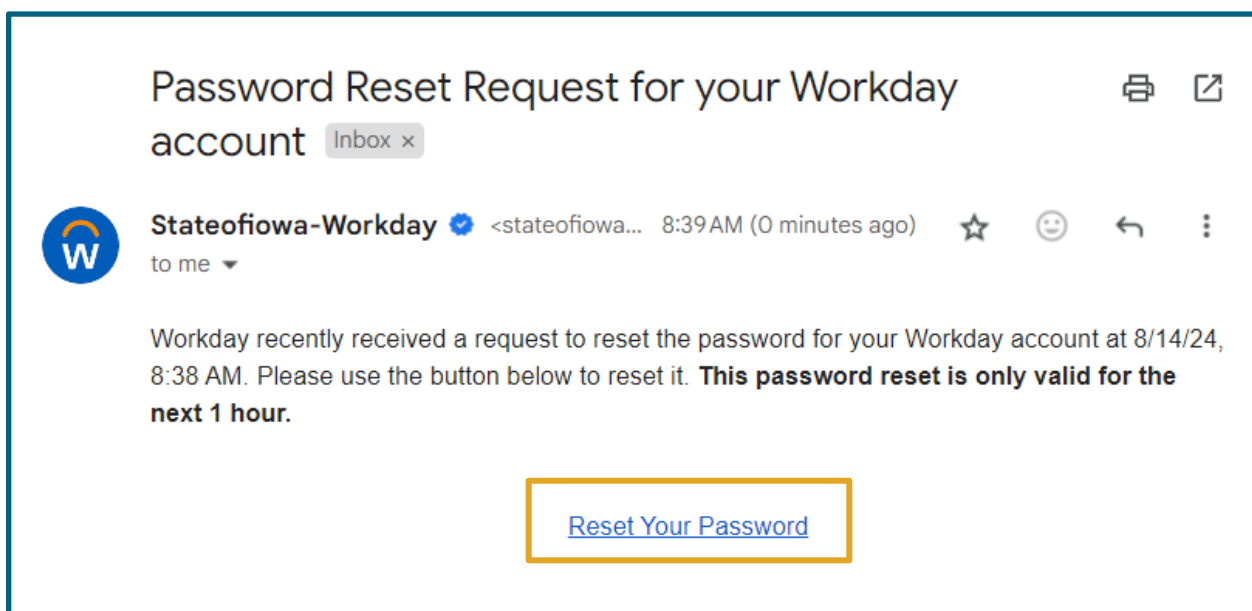 Password Reset Request for your Workday
account Inbox ×
W
Stateofiowa-Workday <stateofiowa... 8:39 AM (0 minutes ago)
to me
Workday recently received a request to reset the password for your Workday account at 8/14/24,
8:38 AM. Please use the button below to reset it. This password reset is only valid for the
next 1 hour.
Reset Your Password